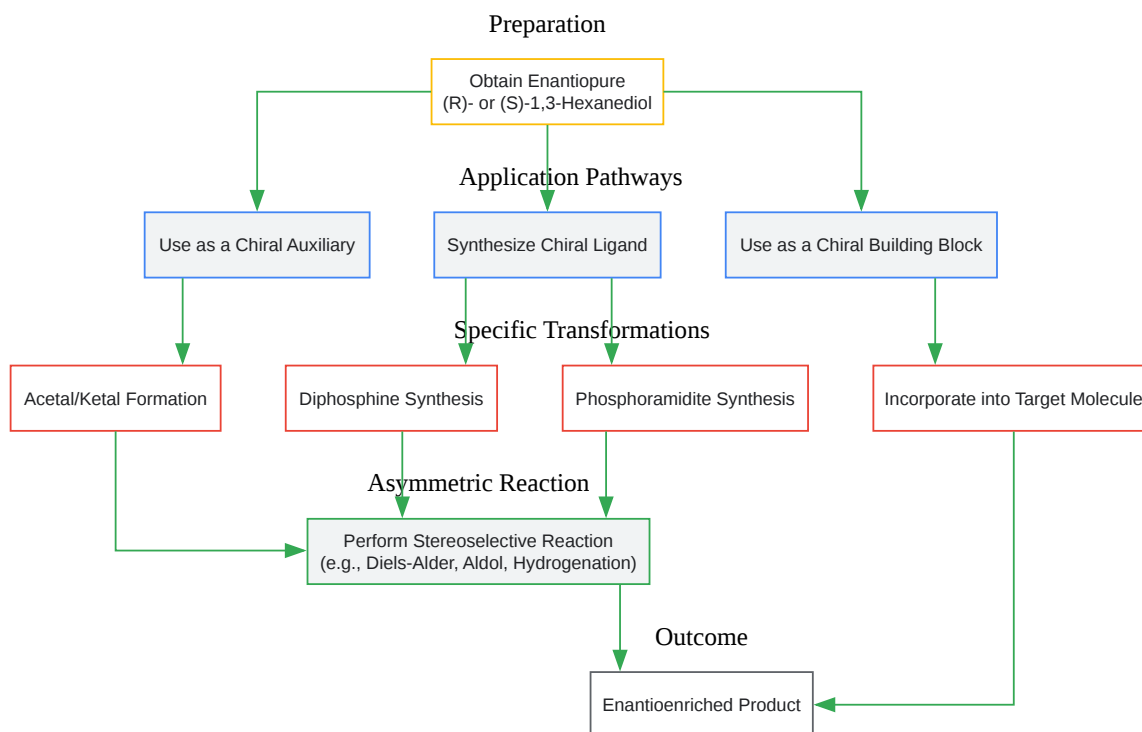 Preparation
Obtain Enantiopure
(R)- or (S)-1,3-Hexanediol
Application Pathways
Use as a Chiral Auxiliary
Synthesize Chiral Ligand
Use as a Chiral Building Block
Specific Transformations
Acetal/Ketal Formation
Diphosphine Synthesis
Phosphoramidite Synthesis
Incorporate into Target Molecule
Asymmetric Reaction
Perform Stereoselective Reaction
(e.g., Diels-Alder, Aldol, Hydrogenation)
Outcome
Enantioenriched Product